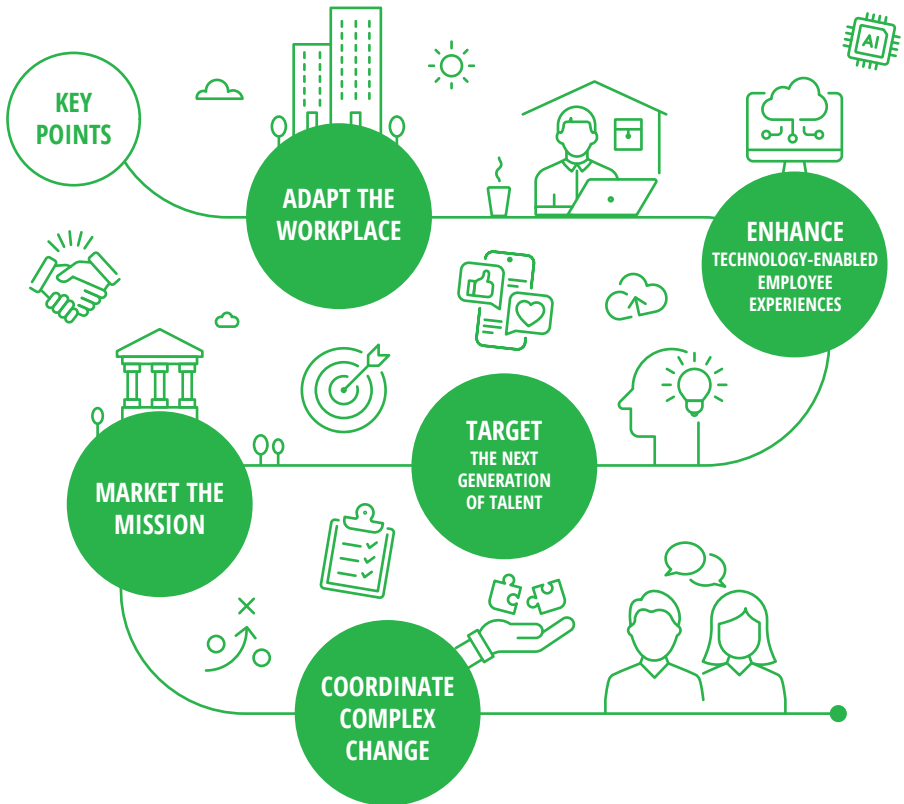 KEY
POINTS
ADAPT THE
WORKPLACE
AI
ENHANCE
TECHNOLOGY-ENABLED
EMPLOYEE
EXPERIENCES
TARGET
THE NEXT
GENERATION
OF TALENT
MARKET THE
MISSION
COORDINATE
COMPLEX
CHANGE